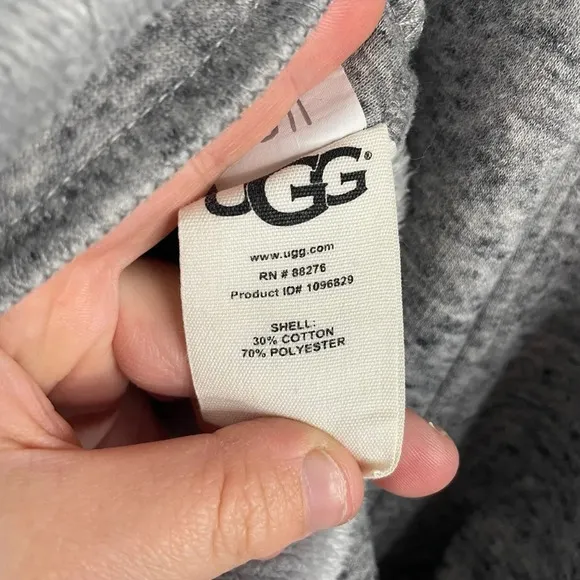 UGG®
www.ugg.com
RN # 88276
Product ID# 1096829
SHELL:
30% COTTON
70% POLYESTER